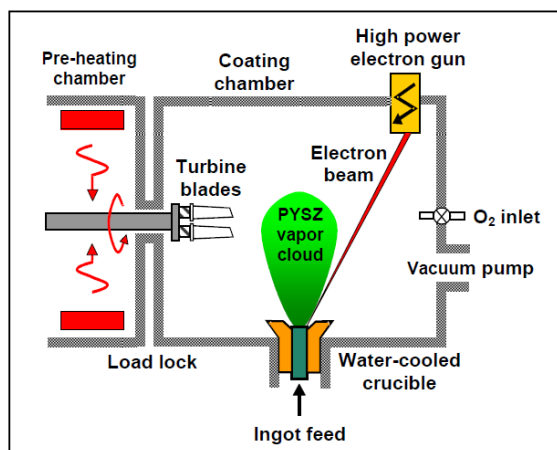 High power
electron gun
Pre-heating
chamber
Coating
chamber
Electron
beam
Turbine
blades
PYSZ
vapor
cloud
O₂ inlet
Vacuum pump
Load lock
Water-cooled
crucible
Ingot feed